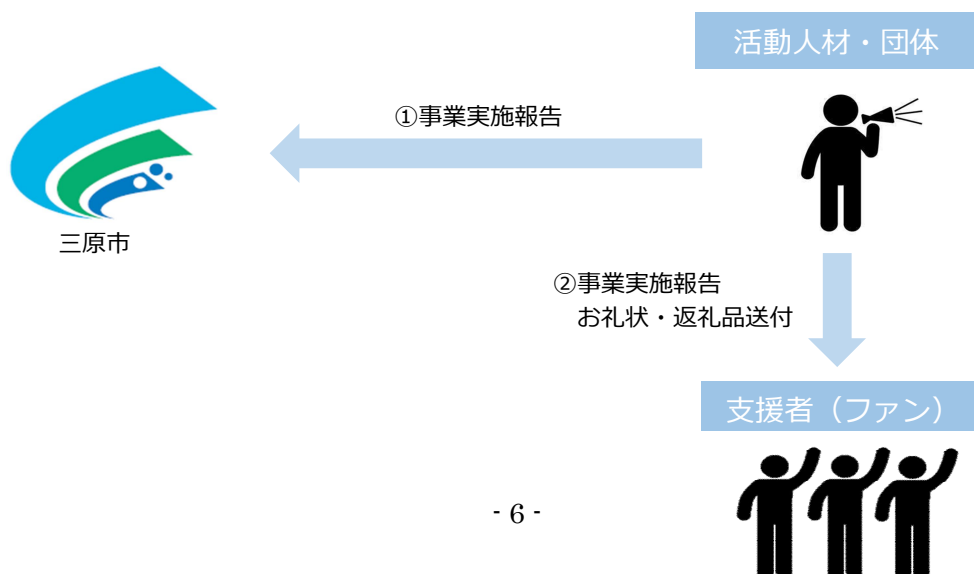 活動人材・団体
①事業実施報告
三原市
②事業実施報告
お礼状・返礼品送付
支援者（ファン）
- 6 -